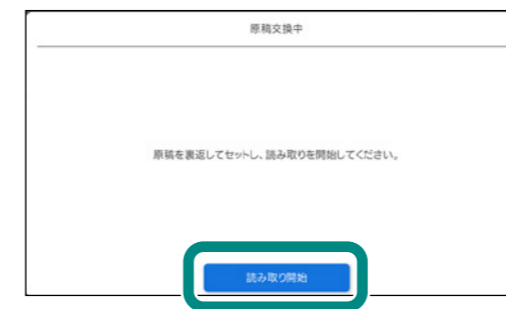 原稿交換中
原稿を裏返してセットし、読み取りを開始してください。
読み取り開始